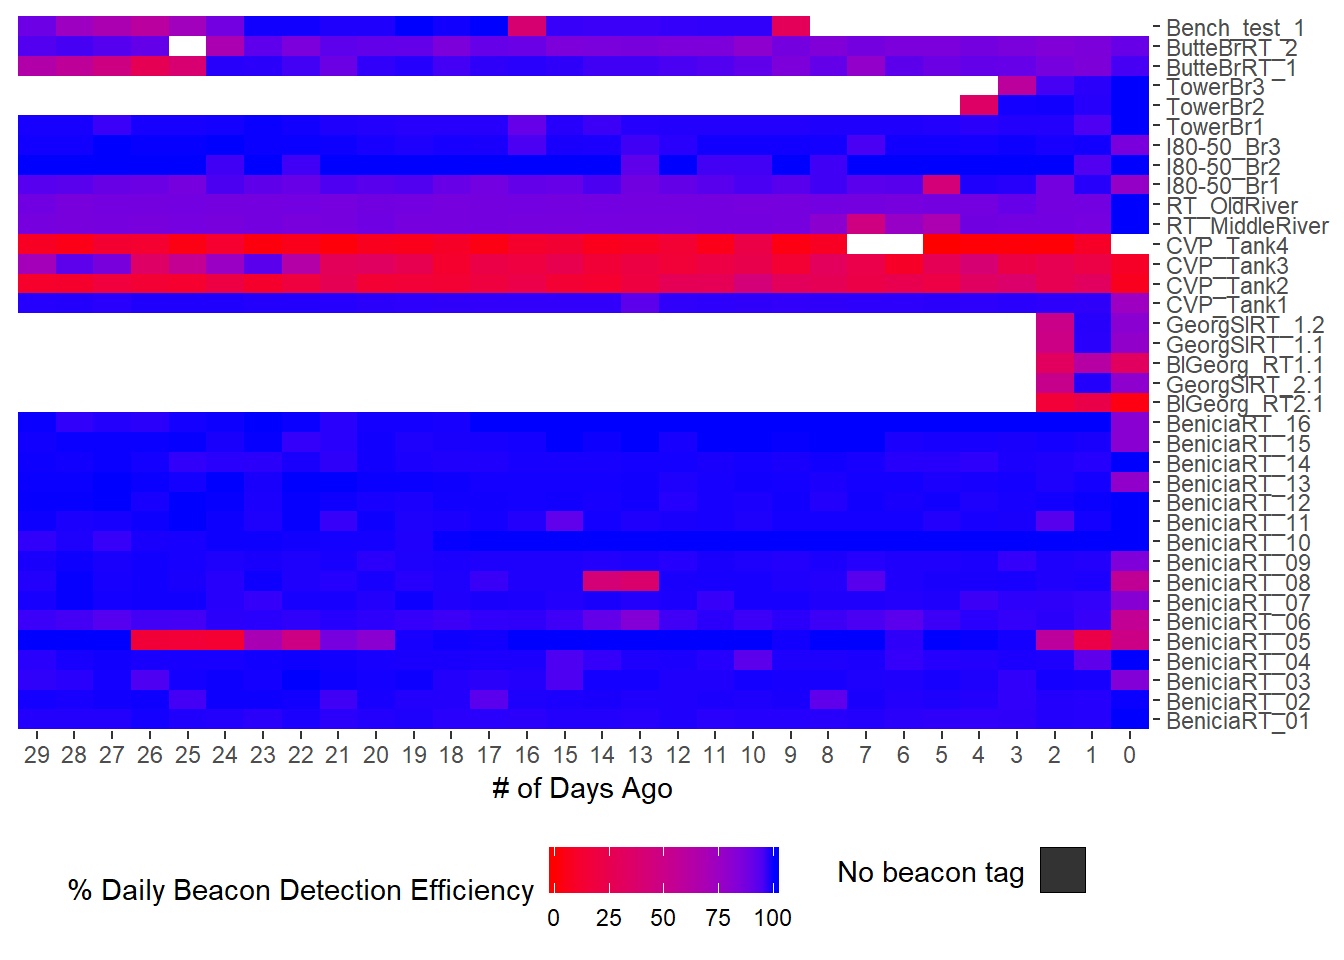 Bench_test_1
ButteBrRT_2
ButteBrRT_1
TowerBr3
TowerBr2
TowerBr1
I80-50_Br3
I80-50_Br2
I80-50_Br1
RT_OldRiver
RT_MiddleRiver
CVP_Tank4
CVP_Tank3
CVP_Tank2
CVP_Tank1
GeorgSlRT_1.2
GeorgSlRT_1.1
BlGeorg_RT1.1
GeorgSlRT_2.1
BlGeorg_RT2.1
BeniciaRT_16
BeniciaRT_15
BeniciaRT_14
BeniciaRT_13
BeniciaRT_12
BeniciaRT_11
BeniciaRT_10
BeniciaRT_09
BeniciaRT_08
BeniciaRT_07
BeniciaRT_06
BeniciaRT_05
BeniciaRT_04
BeniciaRT_03
BeniciaRT_02
BeniciaRT_01
29 28 27 26 25 24 23 22 21 20 19 18 17 16 15 14 13 12 11 10 9 8 7 6 5 4 3 2 1 0
# of Days Ago
% Daily Beacon Detection Efficiency
0 25 50 75 100
No beacon tag